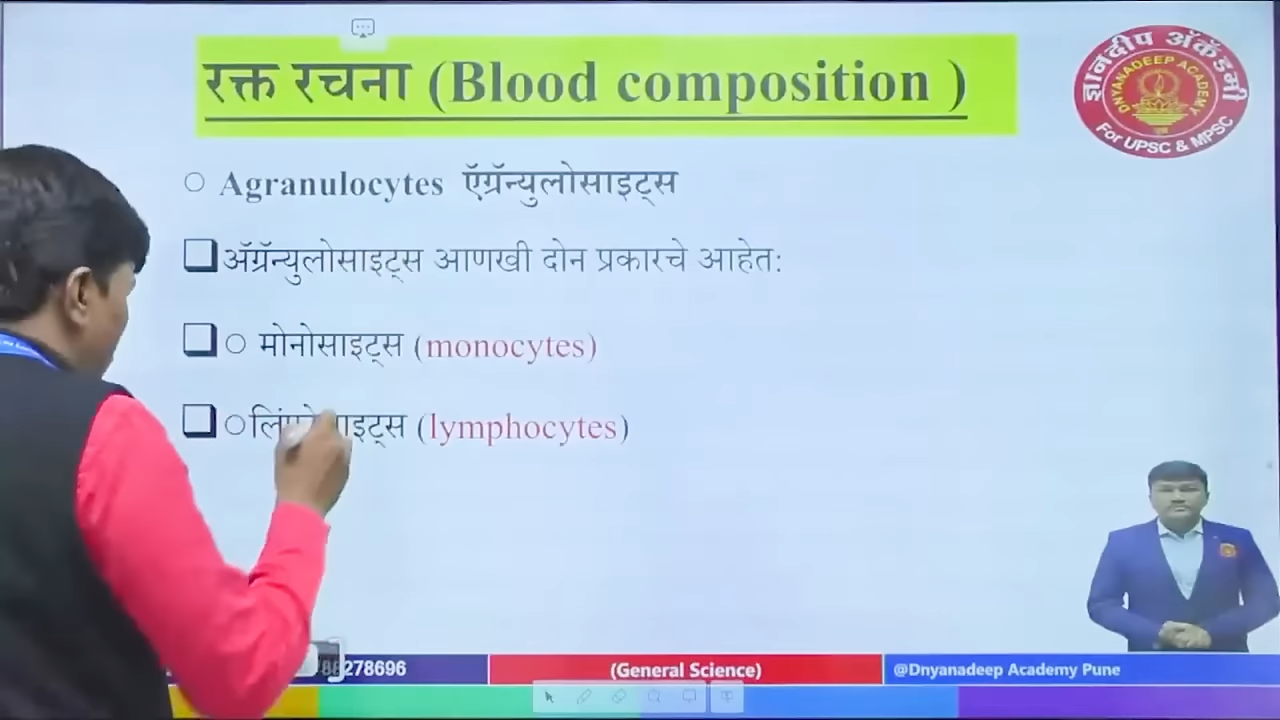 रक्त रचना (Blood composition )
ज्ञानदीप अॅकॅडमी
DNYANADEEP ACADEMY
For UPSC & MPSC
○ Agranulocytes ऍग्रॅन्युलोसाइट्स
❑ अ‍ॅग्रॅन्युलोसाइट्स आणखी दोन प्रकारचे आहेत:
❑ ○ मोनोसाइट्स (monocytes)
❑ ○ (lymphocytes)
278696
(General Science)
@Dnyanadeep Academy Pune